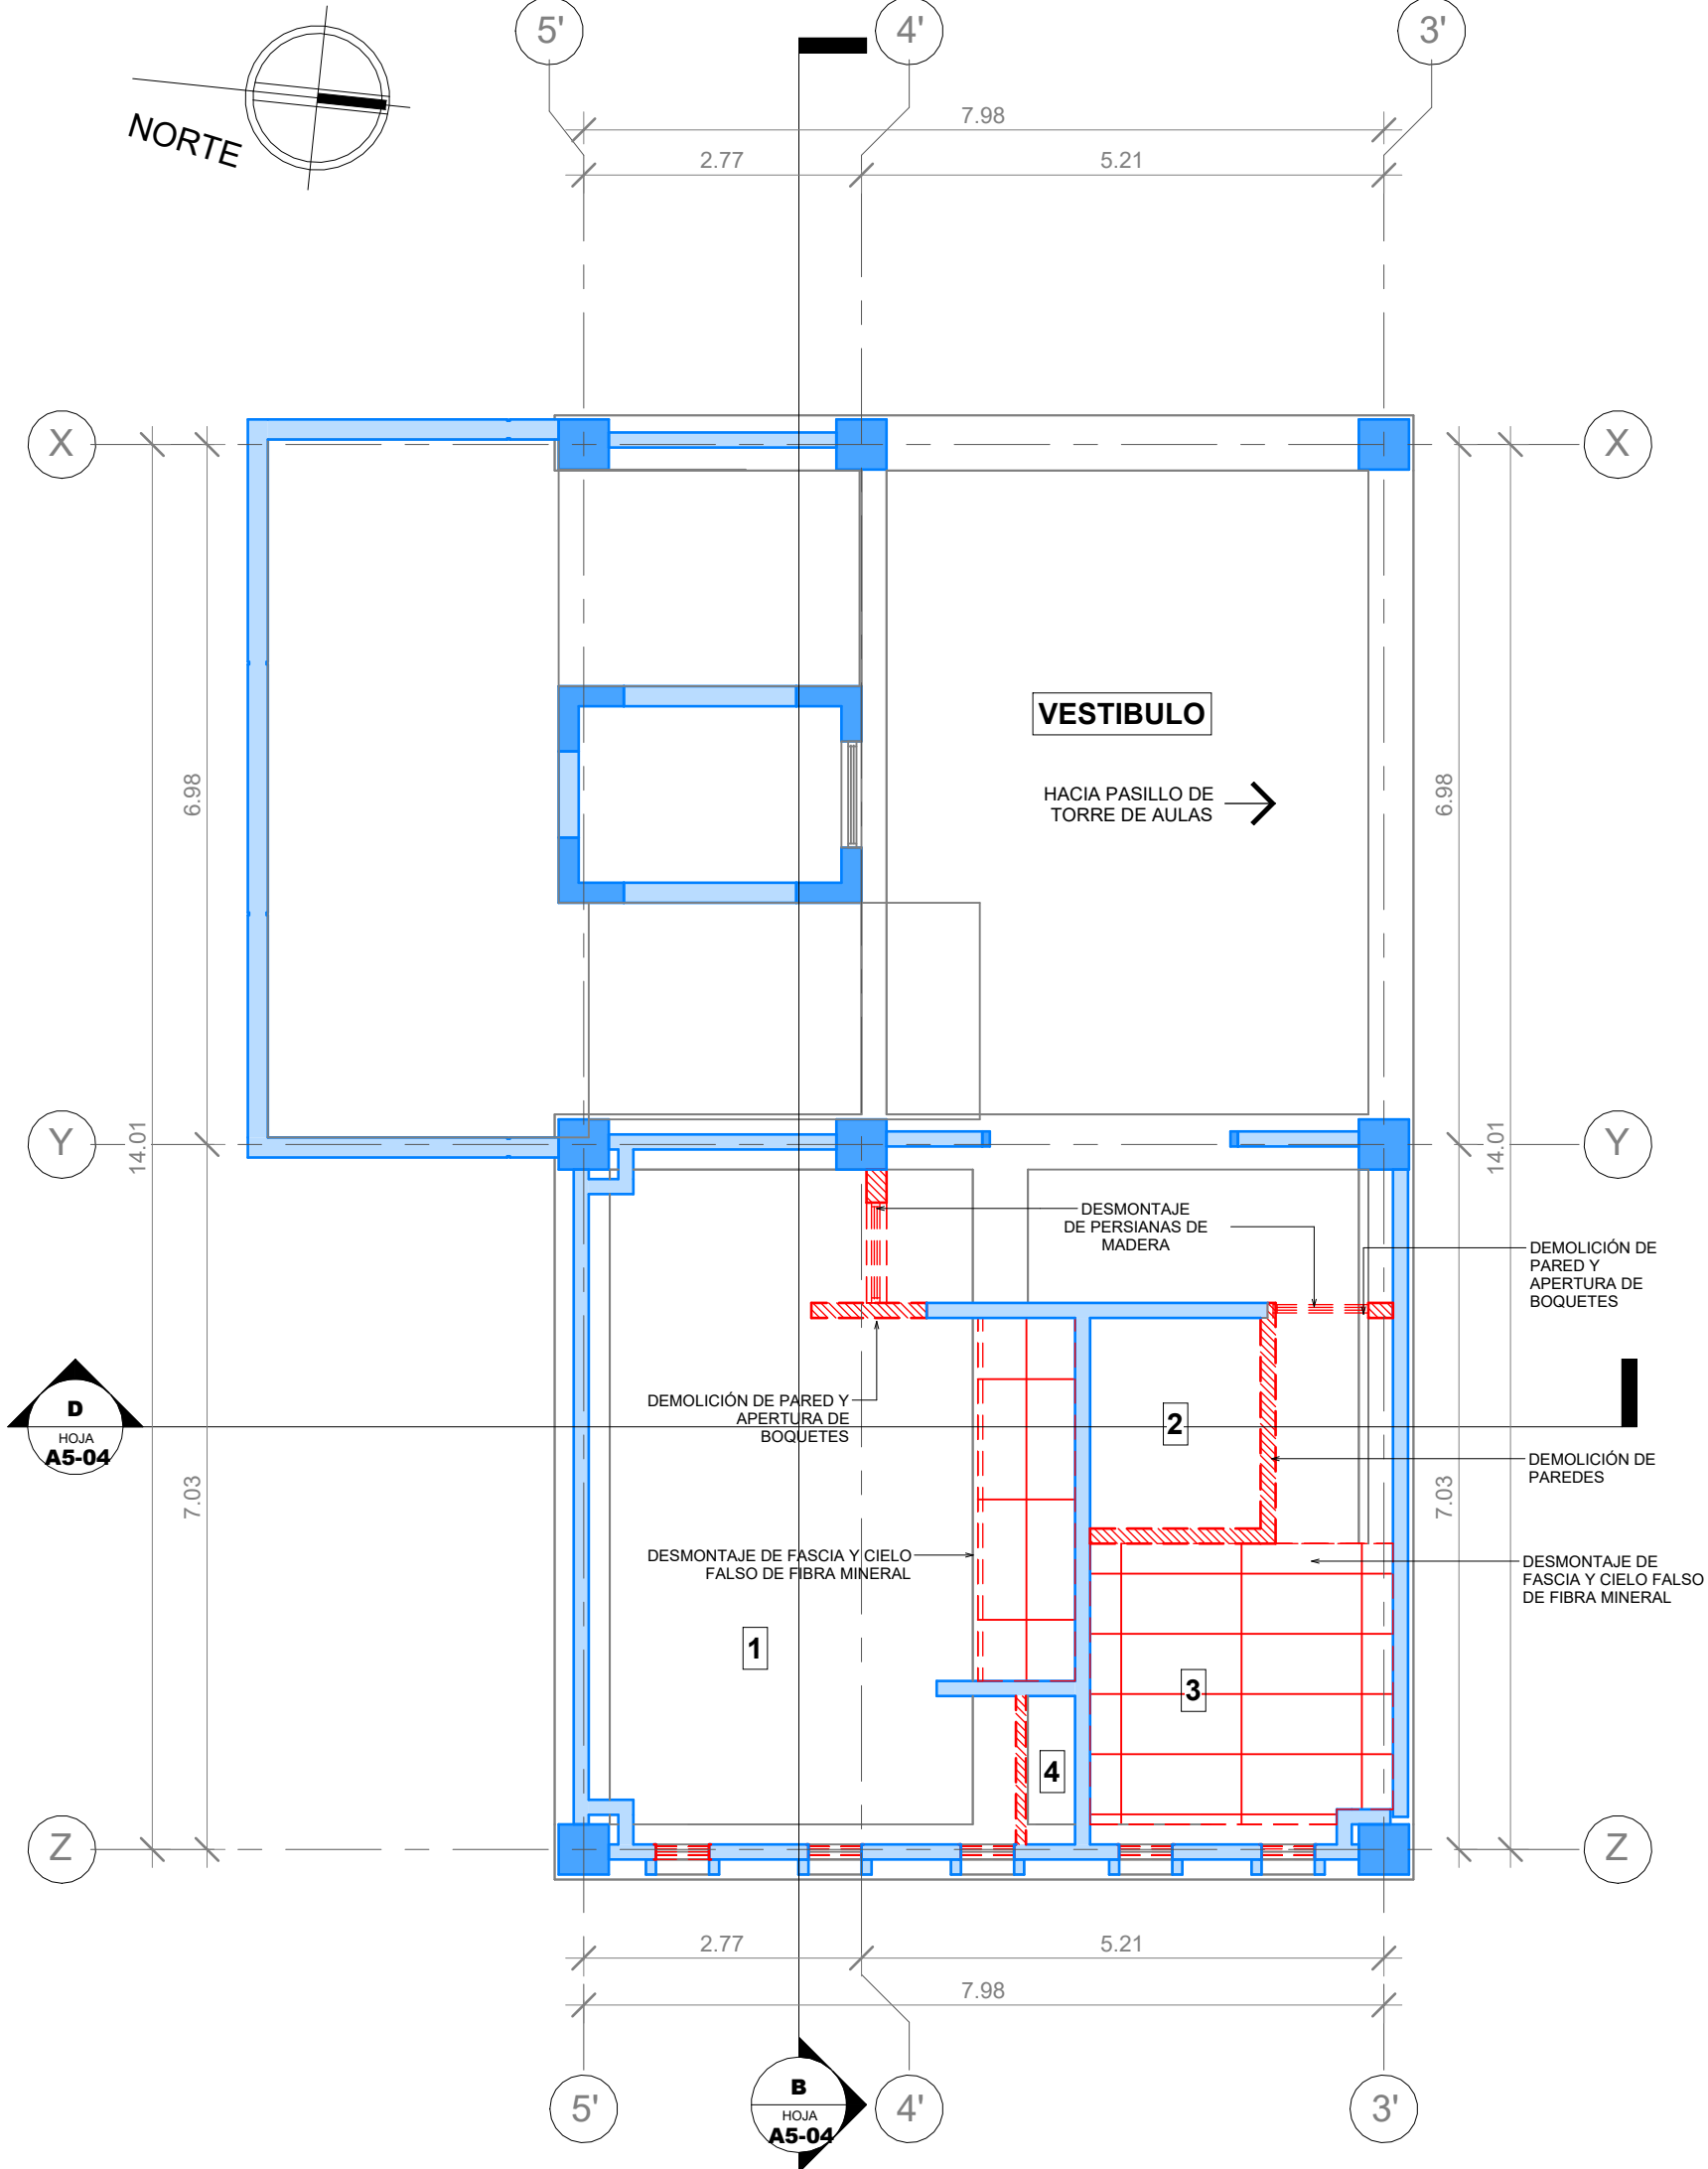 5'
4'
3'
NORTE
7.98
2.77
5.21
X
X
VESTIBULO
HACIA PASILLO DE
TORRE DE AULAS
6.98
6.98
Y
14.01
14.01
Y
DESMONTAJE
DE PERSIANAS DE
MADERA
DEMOLICIÓN DE
PARED Y
APERTURA DE
BOQUETES
DEMOLICIÓN DE PARED Y
APERTURA DE
BOQUETES
D
HOJA
A5-04
2
DEMOLICIÓN DE
PAREDES
7.03
7.03
DESMONTAJE DE FASCIA Y CIELO
FALSO DE FIBRA MINERAL
DESMONTAJE DE
FASCIA Y CIELO FALSO
DE FIBRA MINERAL
1
3
4
Z
Z
2.77
5.21
7.98
5'
B
HOJA
A5-04
4'
3'